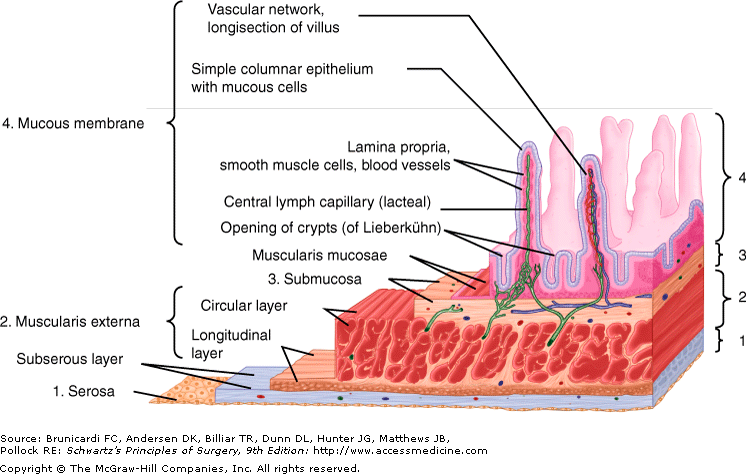 Vascular network,
longisection of villus
Simple columnar epithelium
with mucous cells
4. Mucous membrane
Lamina propria,
smooth muscle cells, blood vessels
Central lymph capillary (lacteal)
Opening of crypts (of Lieberkühn)
Muscularis mucosae
3. Submucosa
Circular layer
2. Muscularis externa
Longitudinal
layer
Subserous layer
1. Serosa
4
3
2
1
Source: Brunicardi FC, Andersen DK, Billiar TR, Dunn DL, Hunter JG, Matthews JB,
Pollock RE: Schwartz's Principles of Surgery, 9th Edition: http://www.accessmedicine.com
Copyright © The McGraw-Hill Companies, Inc. All rights reserved.